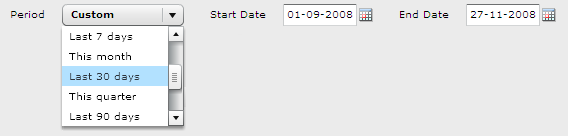 Period Custom Start Date 01-09-2008 End Date 27-11-2008
Last 7 days
This month
Last 30 days
This quarter
Last 90 days